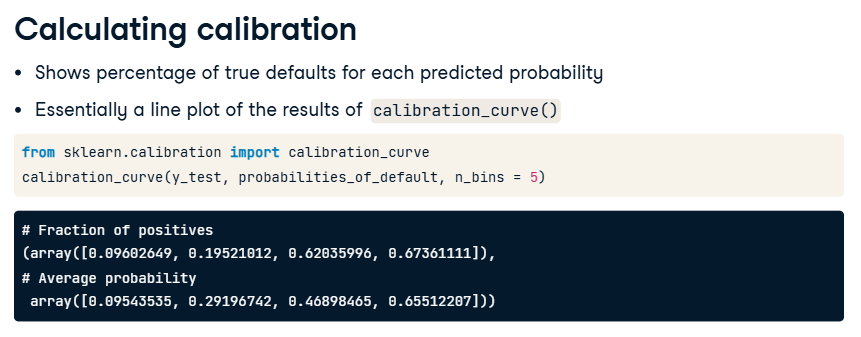 Calculating calibration
• Shows percentage of true defaults for each predicted probability
• Essentially a line plot of the results of calibration_curve()
from sklearn.calibration import calibration_curve
calibration_curve(y_test, probabilities_of_default, n_bins = 5)
# Fraction of positives
(array([0.09602649, 0.19521012, 0.62035996, 0.67361111]),
# Average probability
 array([0.09543535, 0.29196742, 0.46898465, 0.65512207]))